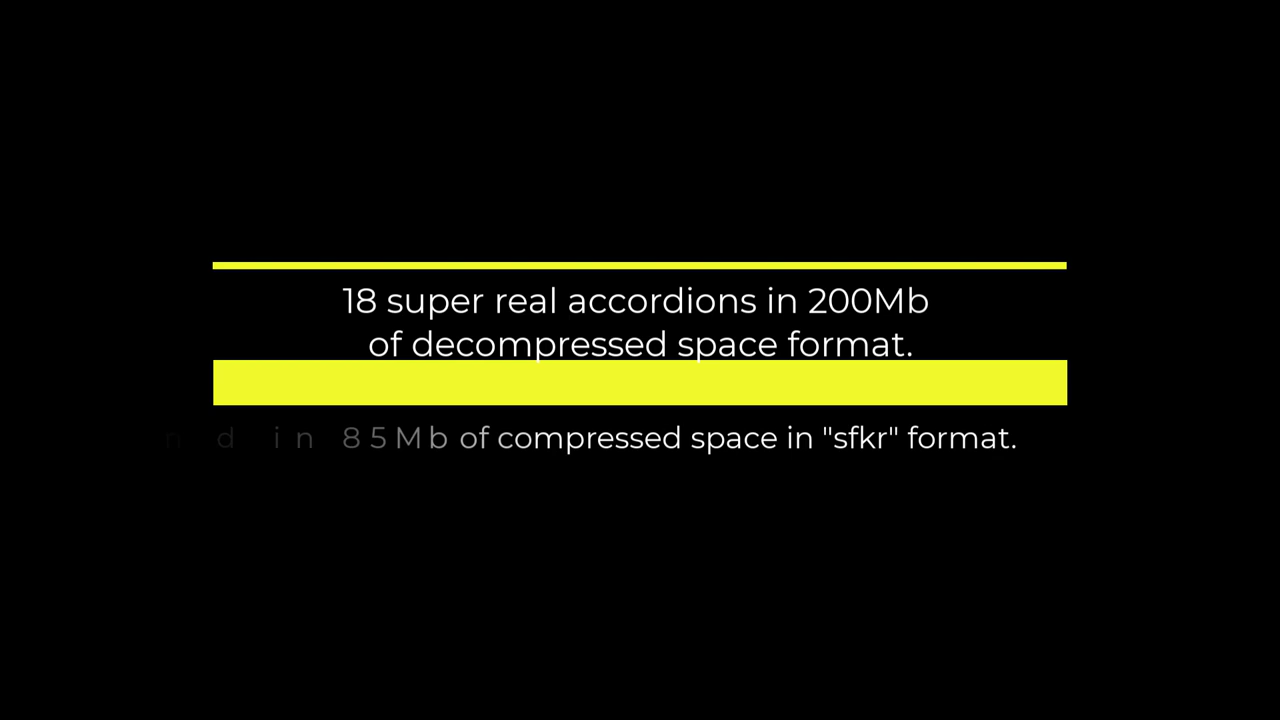 18 super real accordions in 200Mb
of decompressed space format.
in 85Mb of compressed space in "sfkr" format.